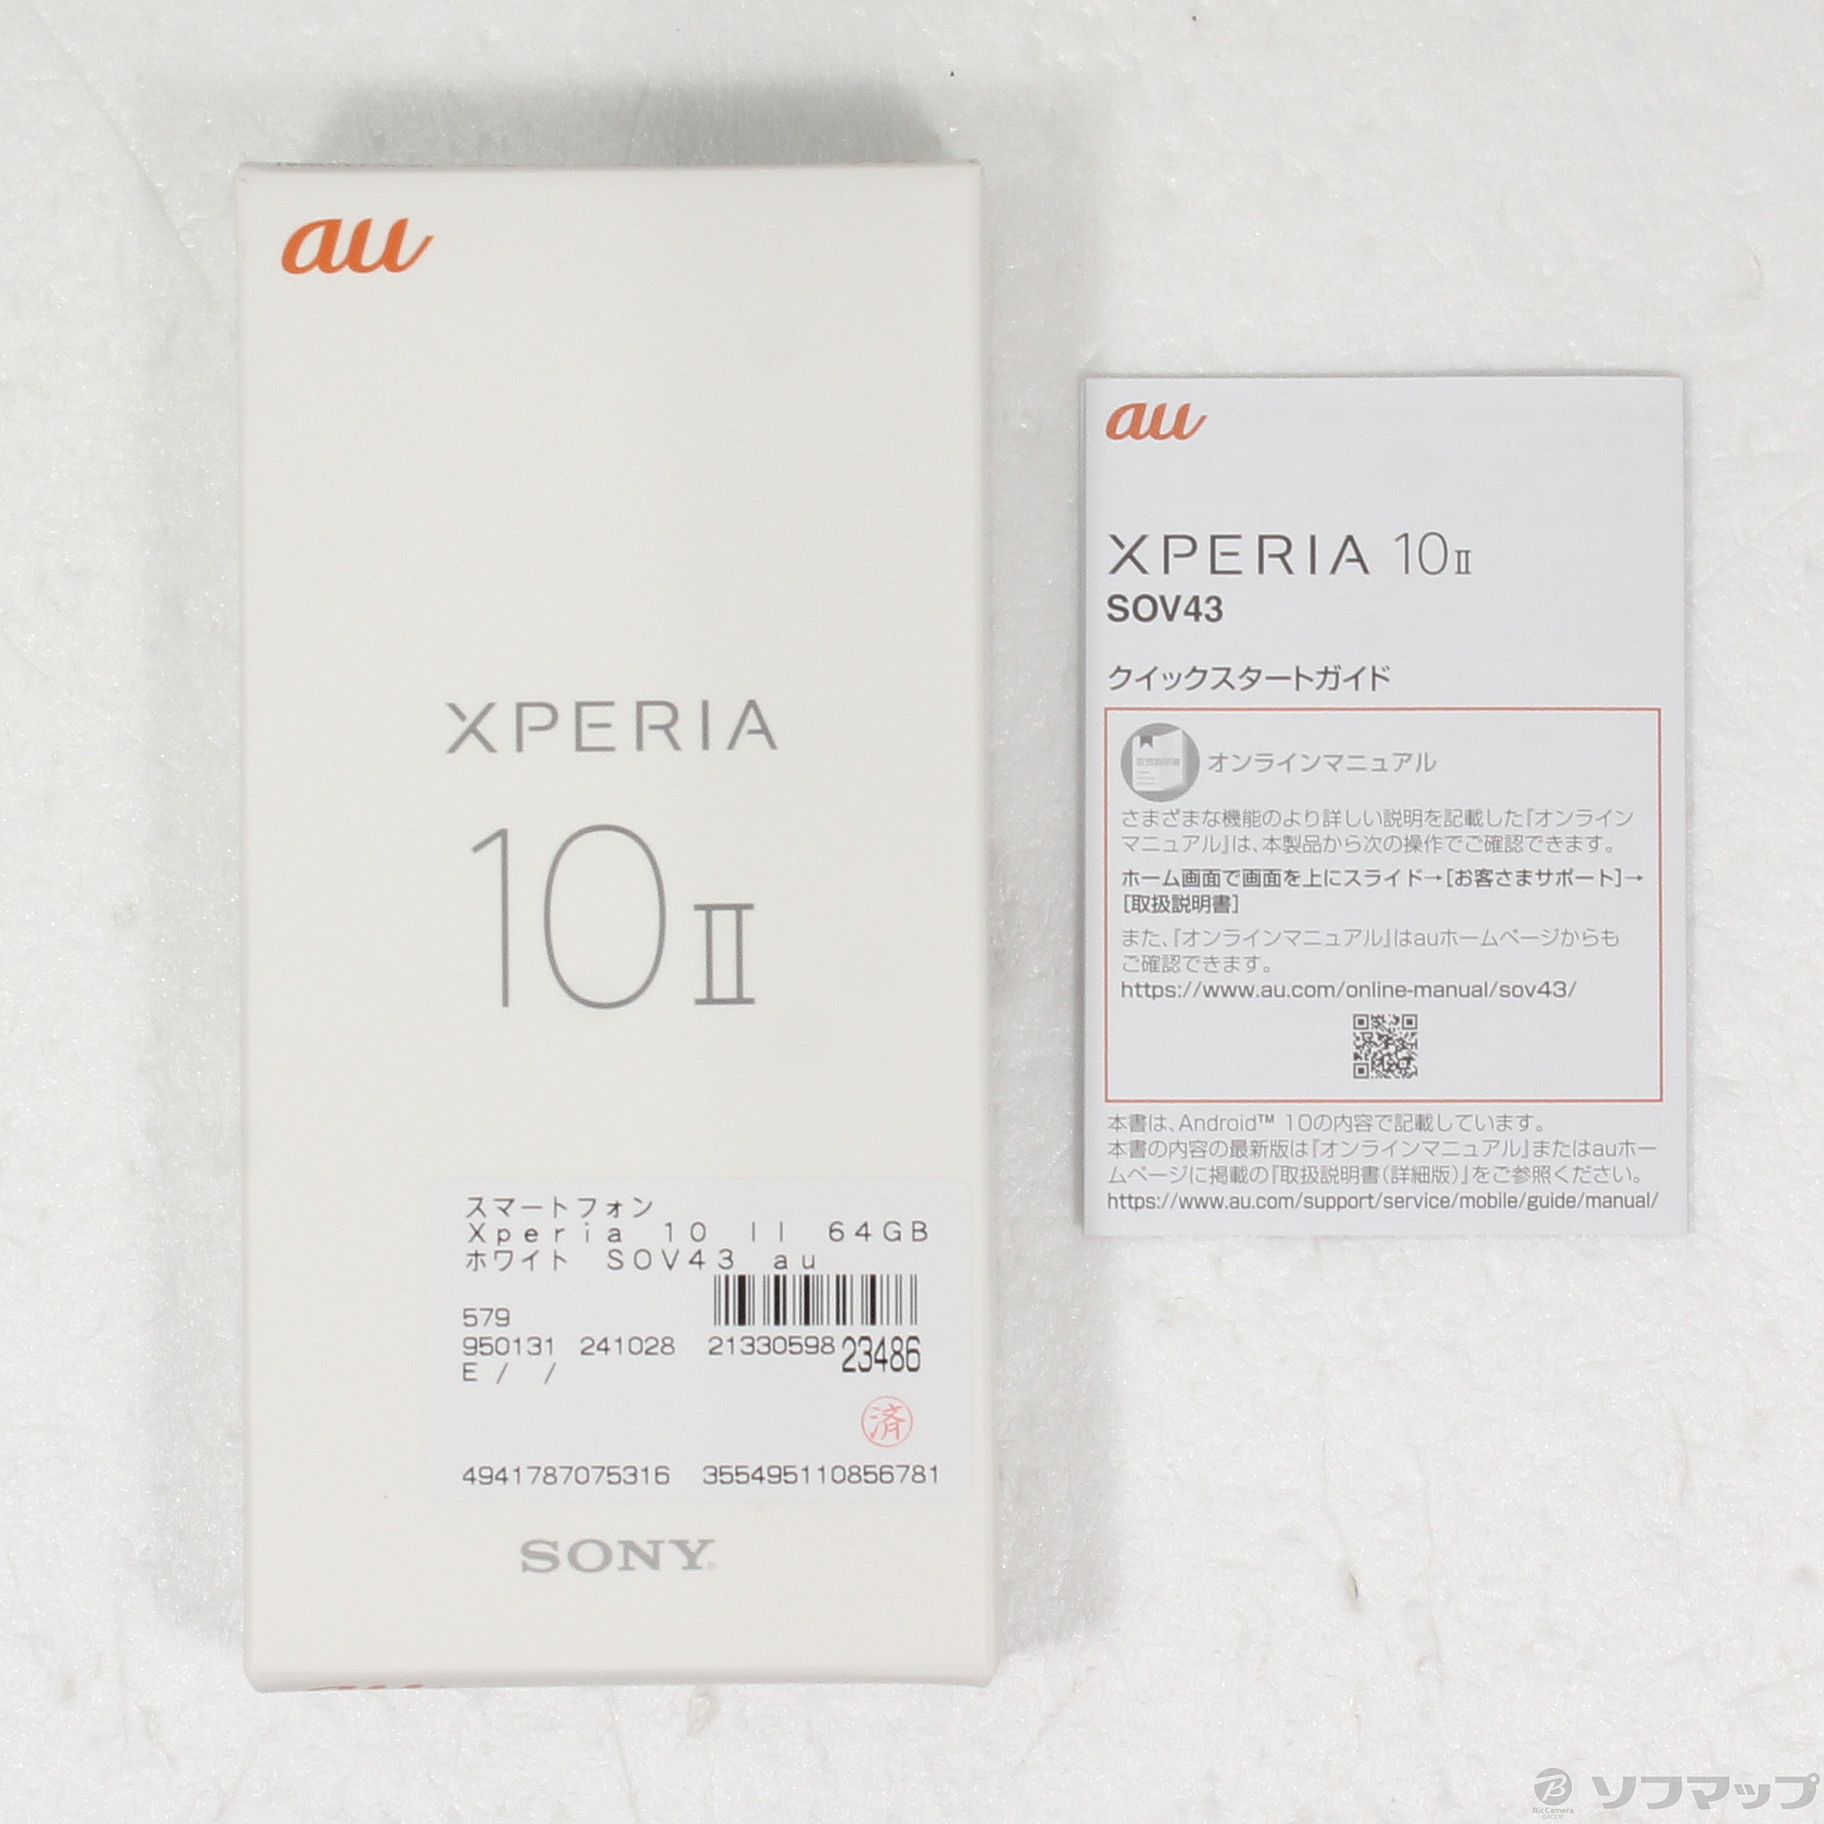 au
XPERIA
10 II
スマートフォン
Xperia 10 II 64GB
ホワイト SOV43 au
579
950131 241028 21330598 23486
E / /
済
4941787075316 355495110856781
SONY
au
XPERIA 10 II
SOV43
クイックスタートガイド
取扱説明書
オンラインマニュアル
さまざまな機能のより詳しい説明を記載した『オンライン
マニュアル』は、本製品から次の操作でご確認できます。
ホーム画面で画面を上にスライド→[お客さまサポート]→
[取扱説明書]
また、『オンラインマニュアル』はauホームページからも
ご確認できます。
https://www.au.com/online-manual/sov43/
本書は、Android™ 10の内容で記載しています。
本書の内容の最新版は『オンラインマニュアル』またはauホー
ムページに掲載の『取扱説明書(詳細版)』をご参照ください。
https://www.au.com/support/service/mobile/guide/manual/
B
BicCamera
GROUP
ソフマップ